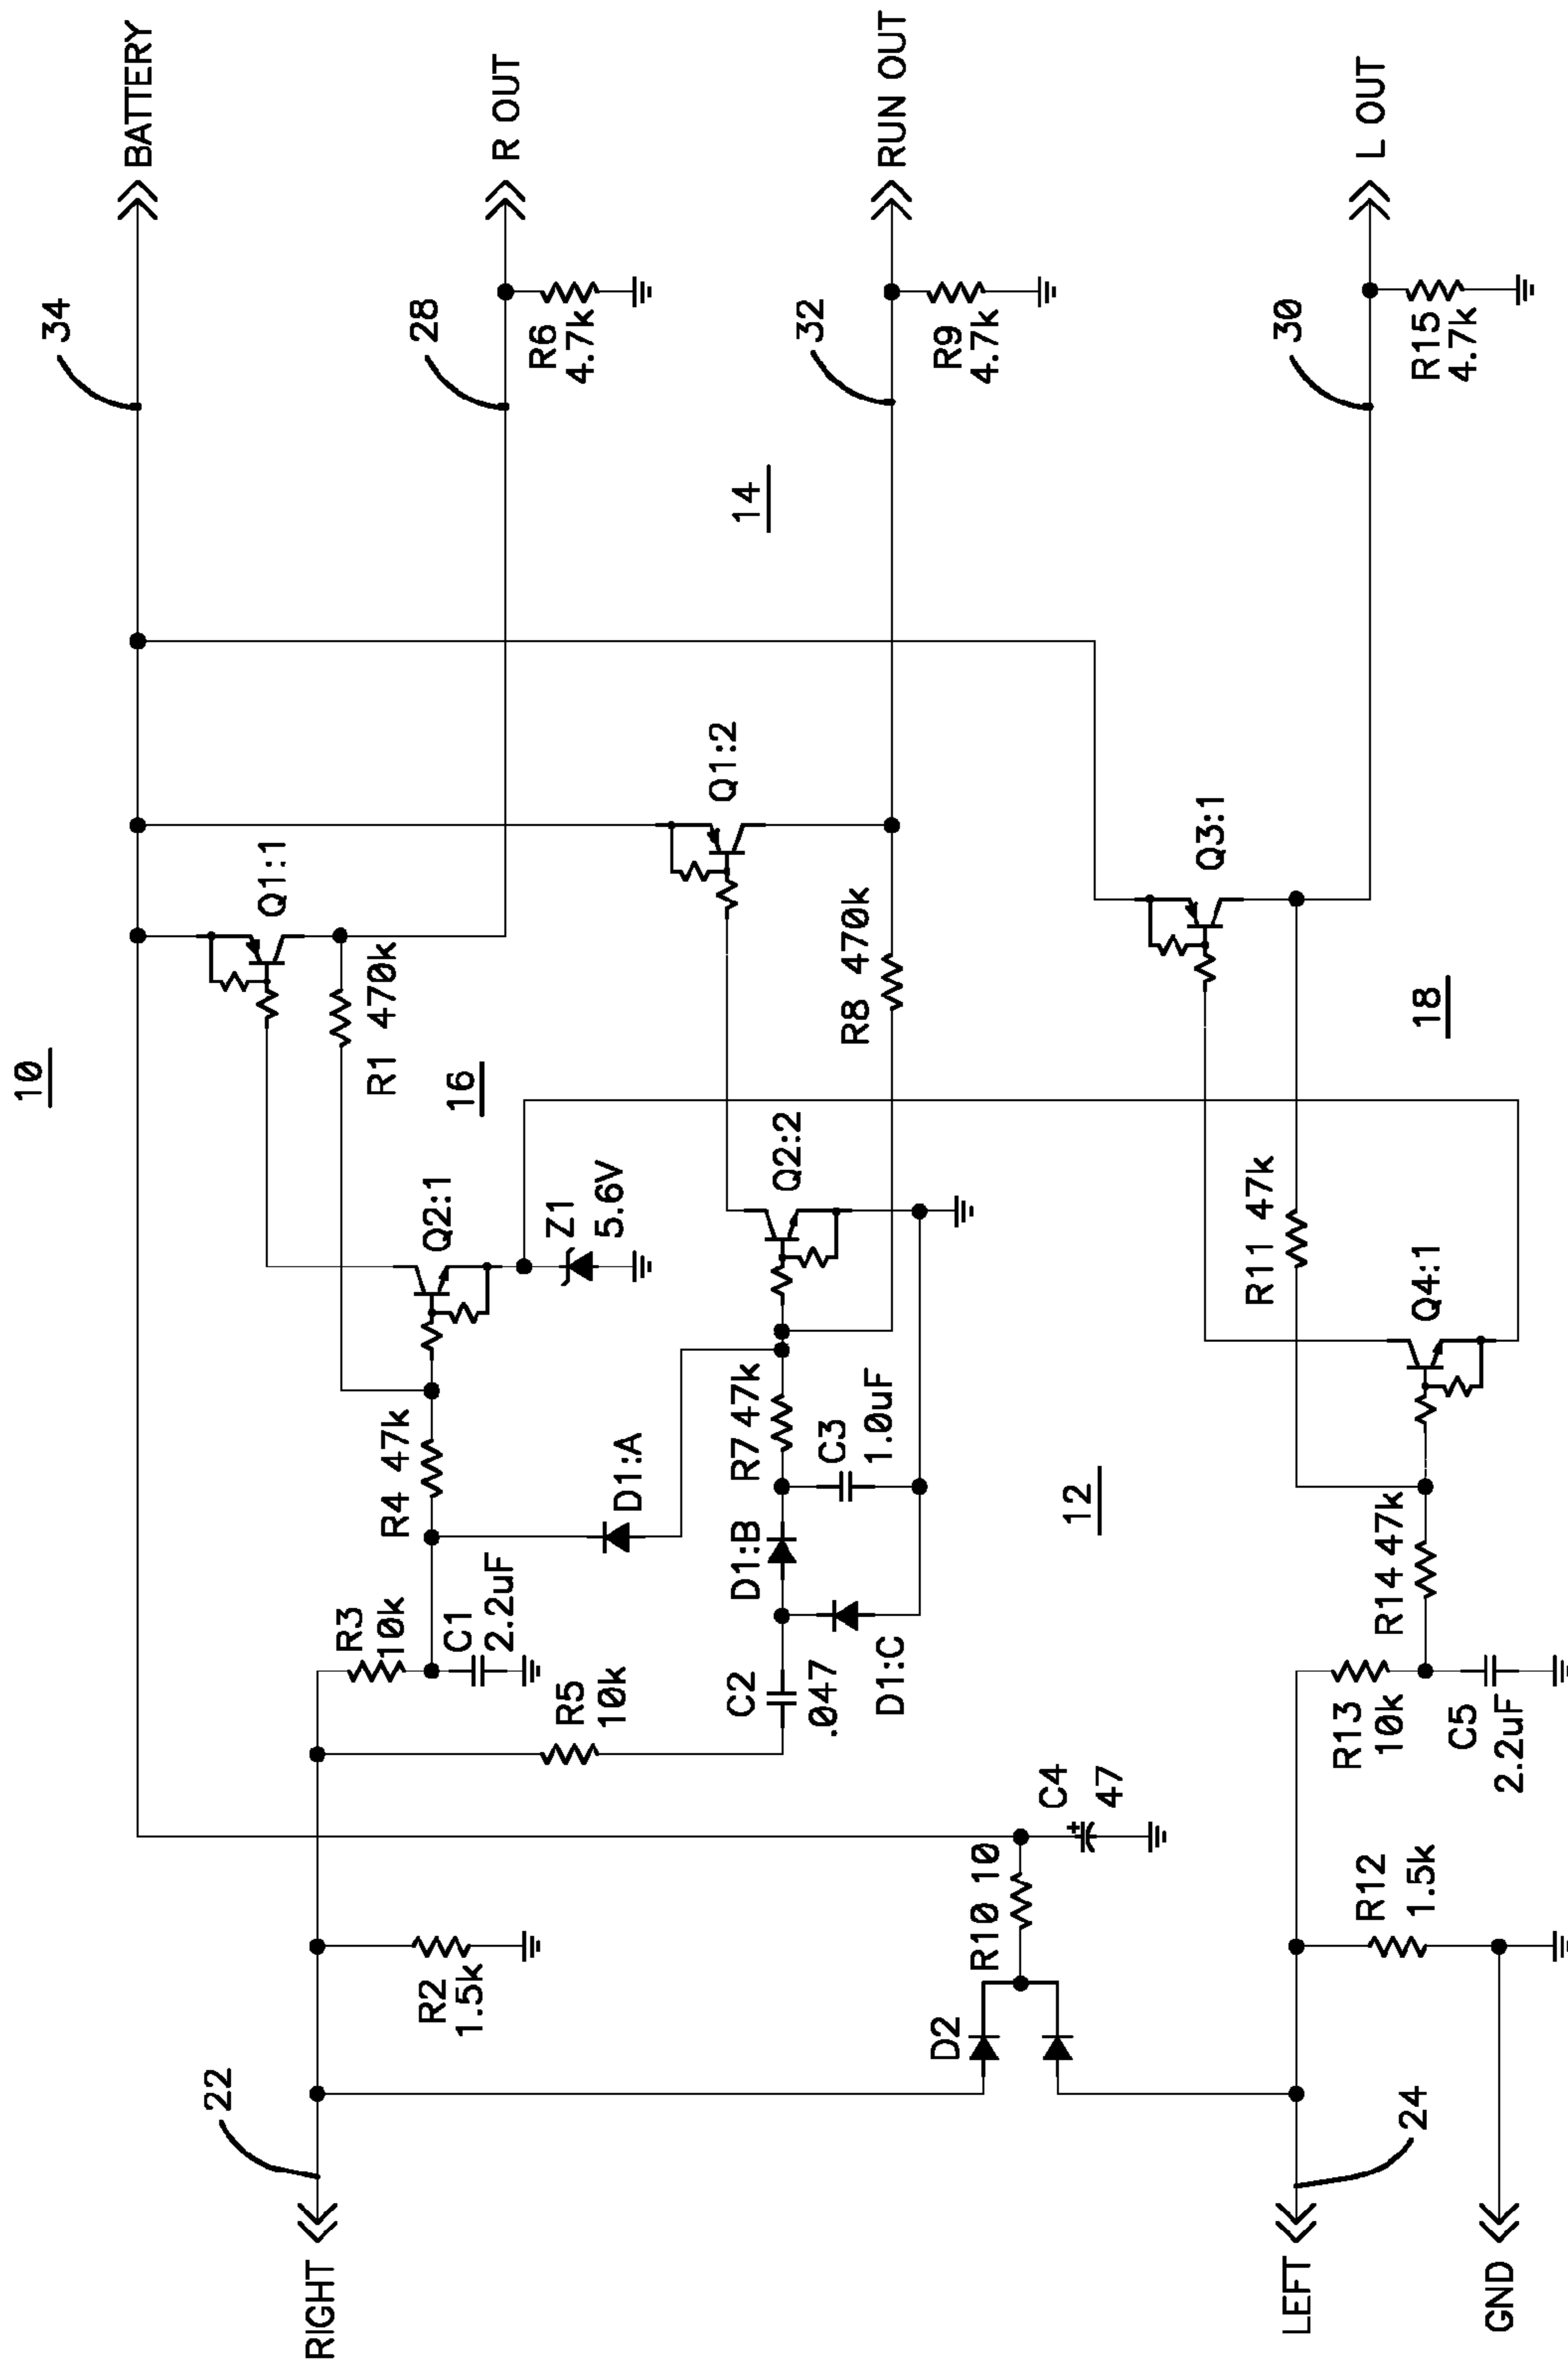 10
34
BATTERY
Q1:1
28
R OUT
R1 470k
R6
4.7k
16
22
RIGHT
R3
10k
R4 47k
Q2:1
C1
2.2uF
Z1
5.6V
R2
1.5k
R5
10k
D1:A
14
Q1:2
32
RUN OUT
C2
.047
D1:B
R7 47k
Q2:2
R8 470k
R9
4.7k
C3
1.0uF
D1:C
D2
R10 10
C4
47
12
Q3:1
30
L OUT
R11 47k
R15
4.7k
18
24
LEFT
R13
10k
R14 47k
Q4:1
R12
1.5k
C5
2.2uF
GND